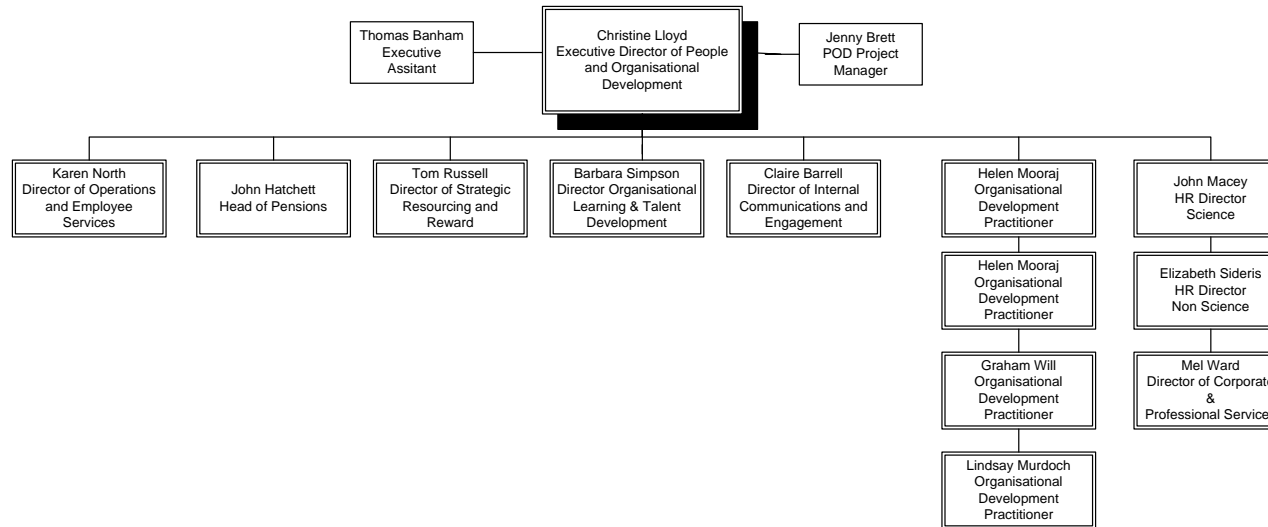 Thomas Banham
Executive
Assitant
Christine Lloyd
Executive Director of People
and Organisational
Development
Jenny Brett
POD Project
Manager
Karen North
Director of Operations
and Employee
Services
John Hatchett
Head of Pensions
Tom Russell
Director of Strategic
Resourcing and
Reward
Barbara Simpson
Director Organisational
Learning & Talent
Development
Claire Barrell
Director of Internal
Communications and
Engagement
Helen Mooraj
Organisational
Development
Practitioner
John Macey
HR Director
Science
Helen Mooraj
Organisational
Development
Practitioner
Elizabeth Sideris
HR Director
Non Science
Graham Will
Organisational
Development
Practitioner
Mel Ward
Director of Corporate
&
Professional Service
Lindsay Murdoch
Organisational
Development
Practitioner